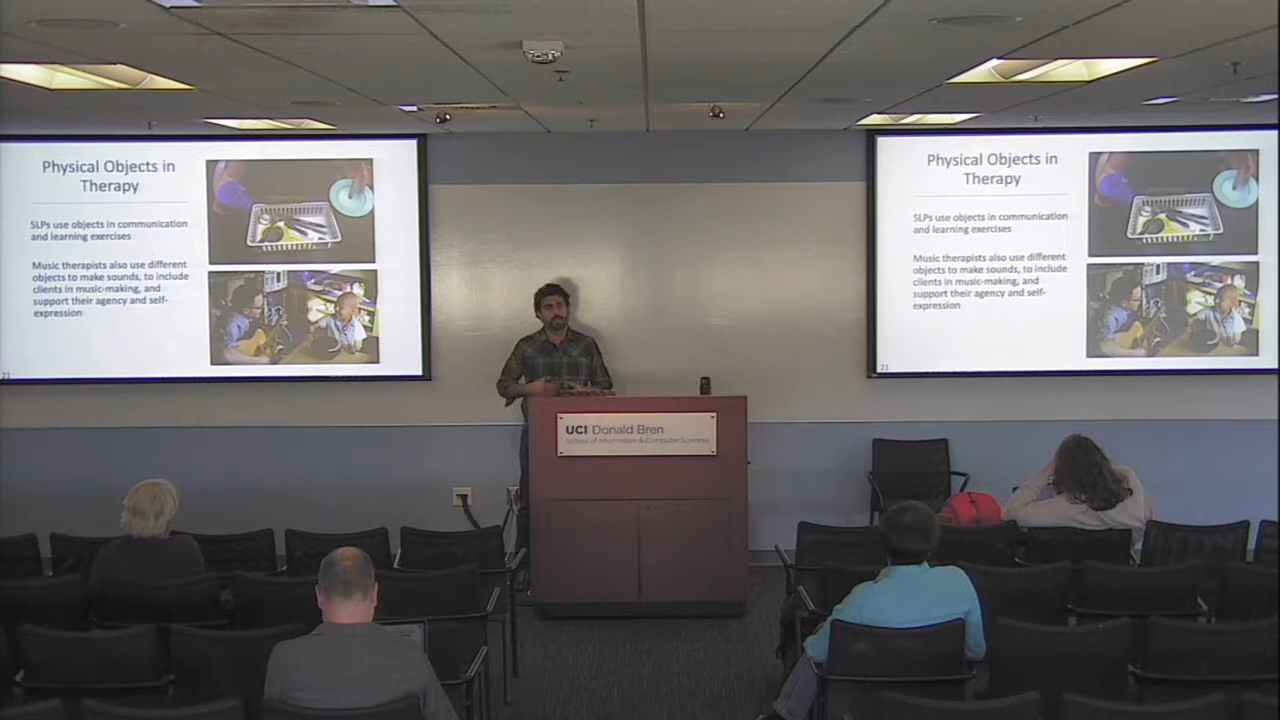 Physical Objects in
Therapy
SLPs use objects in communication
and learning exercises
Music therapists also use different
objects to make sounds, to include
clients in music-making, and
support their agency and self-
expression
21
Physical Objects in
Therapy
SLPs use objects in communication
and learning exercises
Music therapists also use different
objects to make sounds, to include
clients in music-making, and
support their agency and self-
expression
21
UCI Donald Bren
School of Information & Computer Sciences